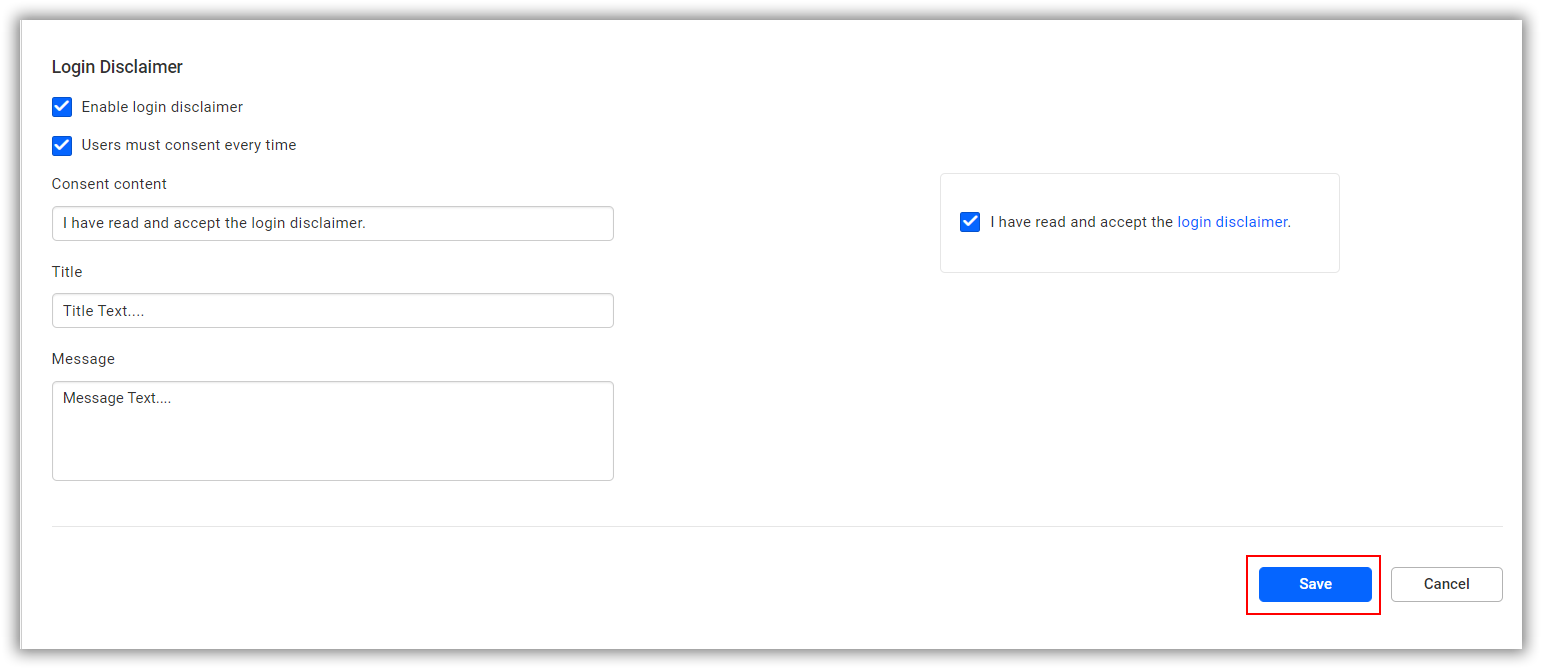 Login Disclaimer
Enable login disclaimer
Users must consent every time
Consent content
I have read and accept the login disclaimer.
I have read and accept the login disclaimer.
Title
Title Text....
Message
Message Text....
Save
Cancel